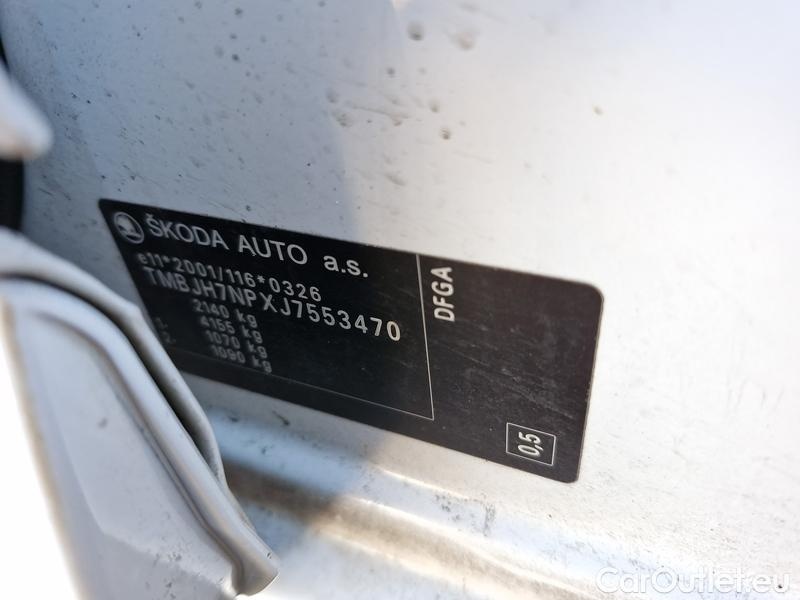 ŠKODA AUTO a.s.
e11*2001/116*0326
TMBJH7NPXJ7553470
2140 kg
4155 kg
1- 1070 kg
2- 1090 kg
DFGA
0,5
CarOutlet.eu